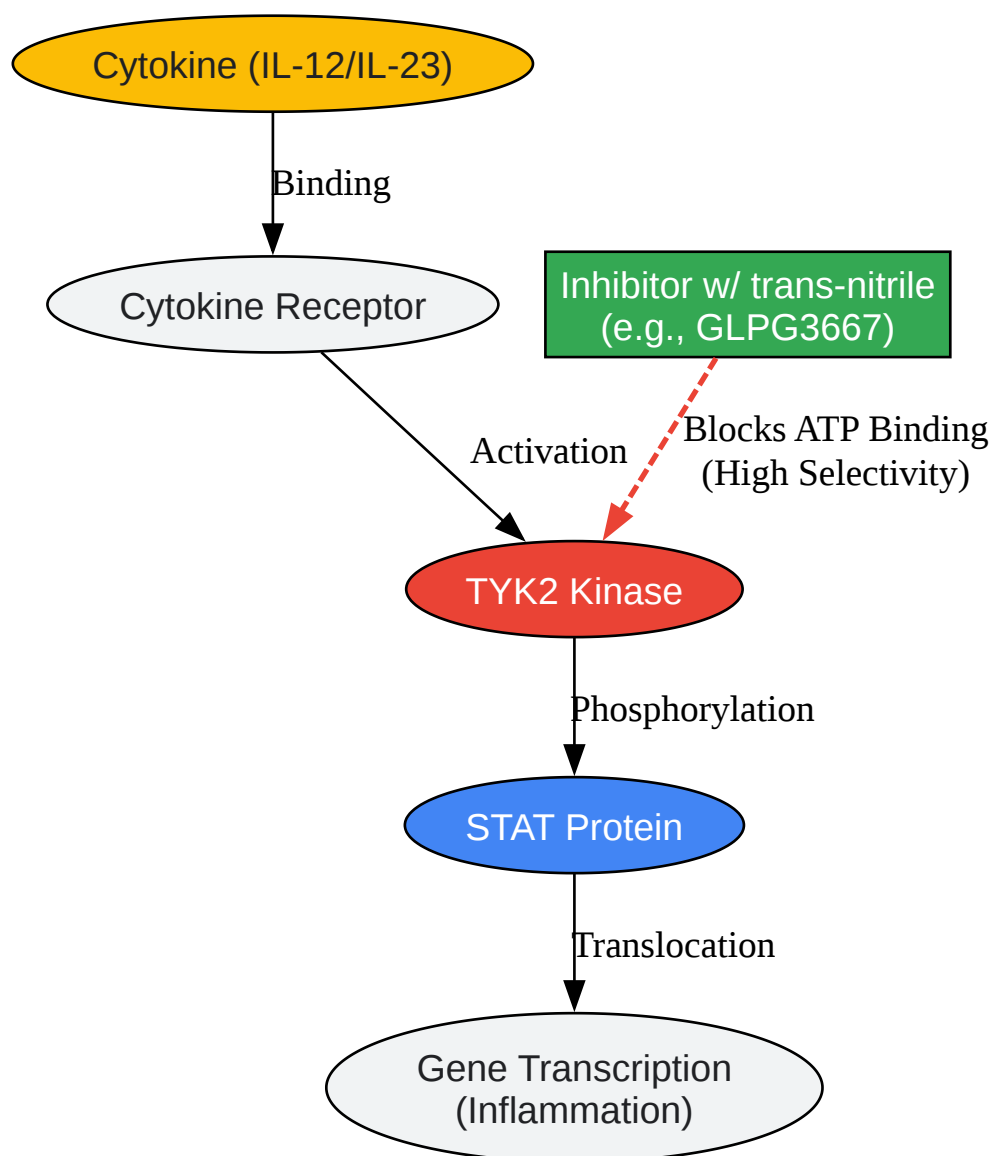 Cytokine (IL-12/IL-23)
Binding
Cytokine Receptor
Inhibitor w/ trans-nitrile
(e.g., GLPG3667)
Activation
Blocks ATP Binding
(High Selectivity)
TYK2 Kinase
Phosphorylation
STAT Protein
Translocation
Gene Transcription
(Inflammation)